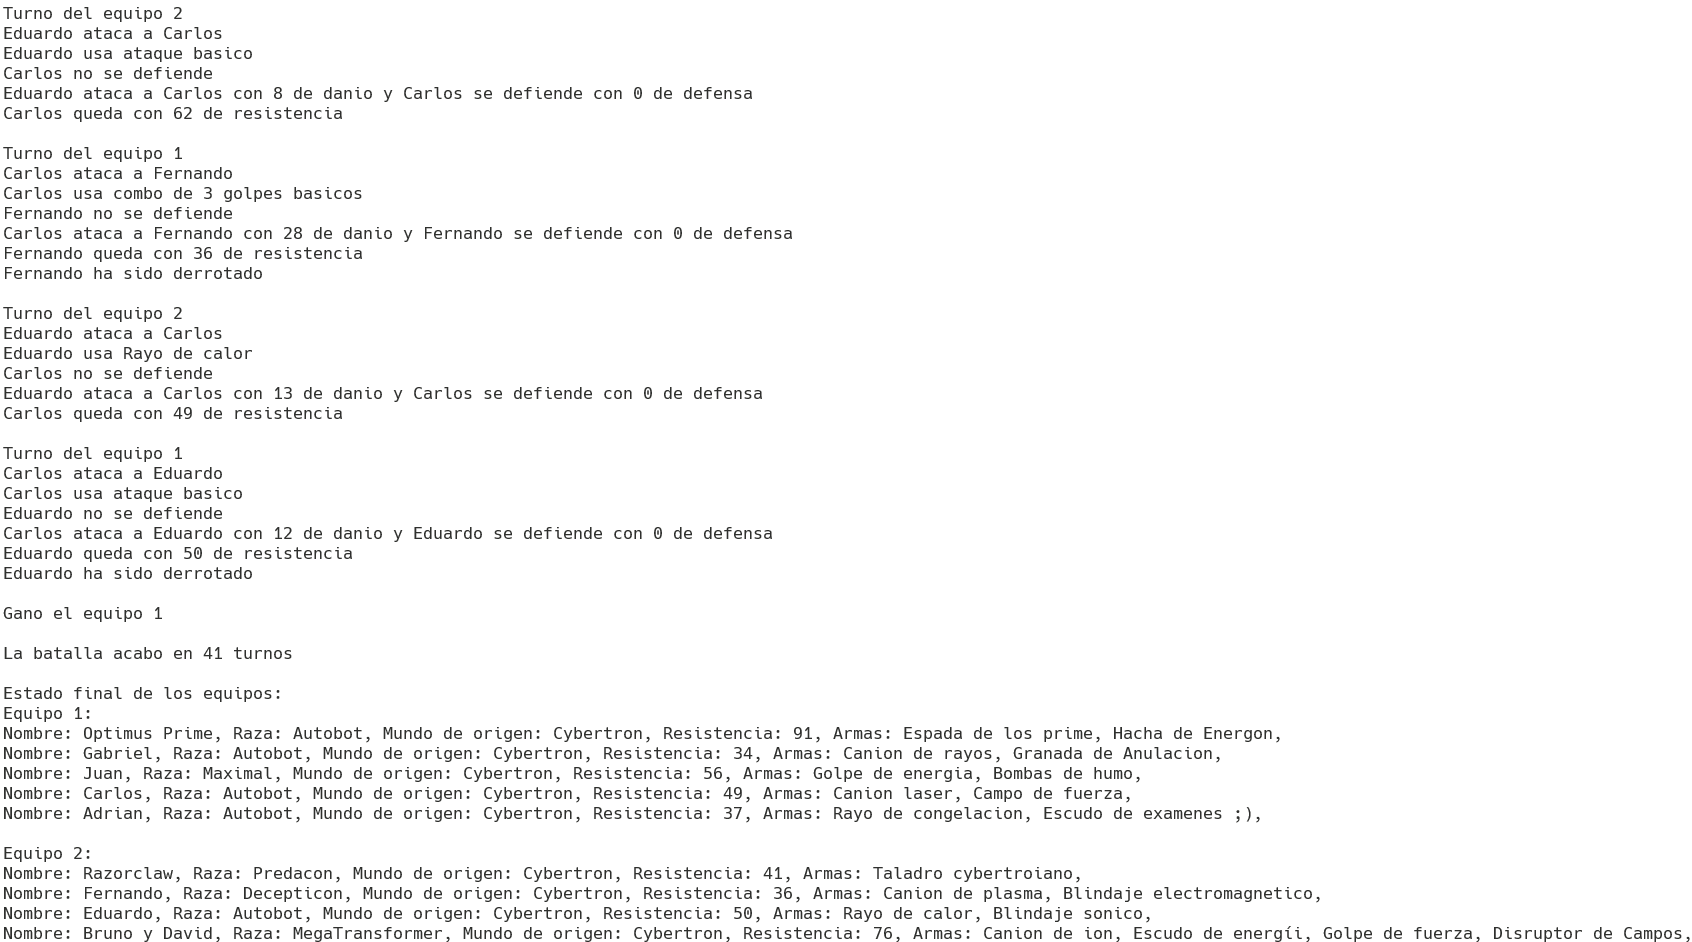 Turno del equipo 2
Eduardo ataca a Carlos
Eduardo usa ataque basico
Carlos no se defiende
Eduardo ataca a Carlos con 8 de danio y Carlos se defiende con 0 de defensa
Carlos queda con 62 de resistencia

Turno del equipo 1
Carlos ataca a Fernando
Carlos usa combo de 3 golpes basicos
Fernando no se defiende
Carlos ataca a Fernando con 28 de danio y Fernando se defiende con 0 de defensa
Fernando queda con 36 de resistencia
Fernando ha sido derrotado

Turno del equipo 2
Eduardo ataca a Carlos
Eduardo usa Rayo de calor
Carlos no se defiende
Eduardo ataca a Carlos con 13 de danio y Carlos se defiende con 0 de defensa
Carlos queda con 49 de resistencia

Turno del equipo 1
Carlos ataca a Eduardo
Carlos usa ataque basico
Eduardo no se defiende
Carlos ataca a Eduardo con 12 de danio y Eduardo se defiende con 0 de defensa
Eduardo queda con 50 de resistencia
Eduardo ha sido derrotado

Gano el equipo 1

La batalla acabo en 41 turnos

Estado final de los equipos:
Equipo 1:
Nombre: Optimus Prime, Raza: Autobot, Mundo de origen: Cybertron, Resistencia: 91, Armas: Espada de los prime, Hacha de Energon,
Nombre: Gabriel, Raza: Autobot, Mundo de origen: Cybertron, Resistencia: 34, Armas: Canion de rayos, Granada de Anulacion,
Nombre: Juan, Raza: Maximal, Mundo de origen: Cybertron, Resistencia: 56, Armas: Golpe de energia, Bombas de humo,
Nombre: Carlos, Raza: Autobot, Mundo de origen: Cybertron, Resistencia: 49, Armas: Canion laser, Campo de fuerza,
Nombre: Adrian, Raza: Autobot, Mundo de origen: Cybertron, Resistencia: 37, Armas: Rayo de congelacion, Escudo de examenes ;),

Equipo 2:
Nombre: Razorclaw, Raza: Predacon, Mundo de origen: Cybertron, Resistencia: 41, Armas: Taladro cybertroiano,
Nombre: Fernando, Raza: Decepticon, Mundo de origen: Cybertron, Resistencia: 36, Armas: Canion de plasma, Blindaje electromagnetico,
Nombre: Eduardo, Raza: Autobot, Mundo de origen: Cybertron, Resistencia: 50, Armas: Rayo de calor, Blindaje sonico,
Nombre: Bruno y David, Raza: MegaTransformer, Mundo de origen: Cybertron, Resistencia: 76, Armas: Canion de ion, Escudo de energíi, Golpe de fuerza, Disruptor de Campos,